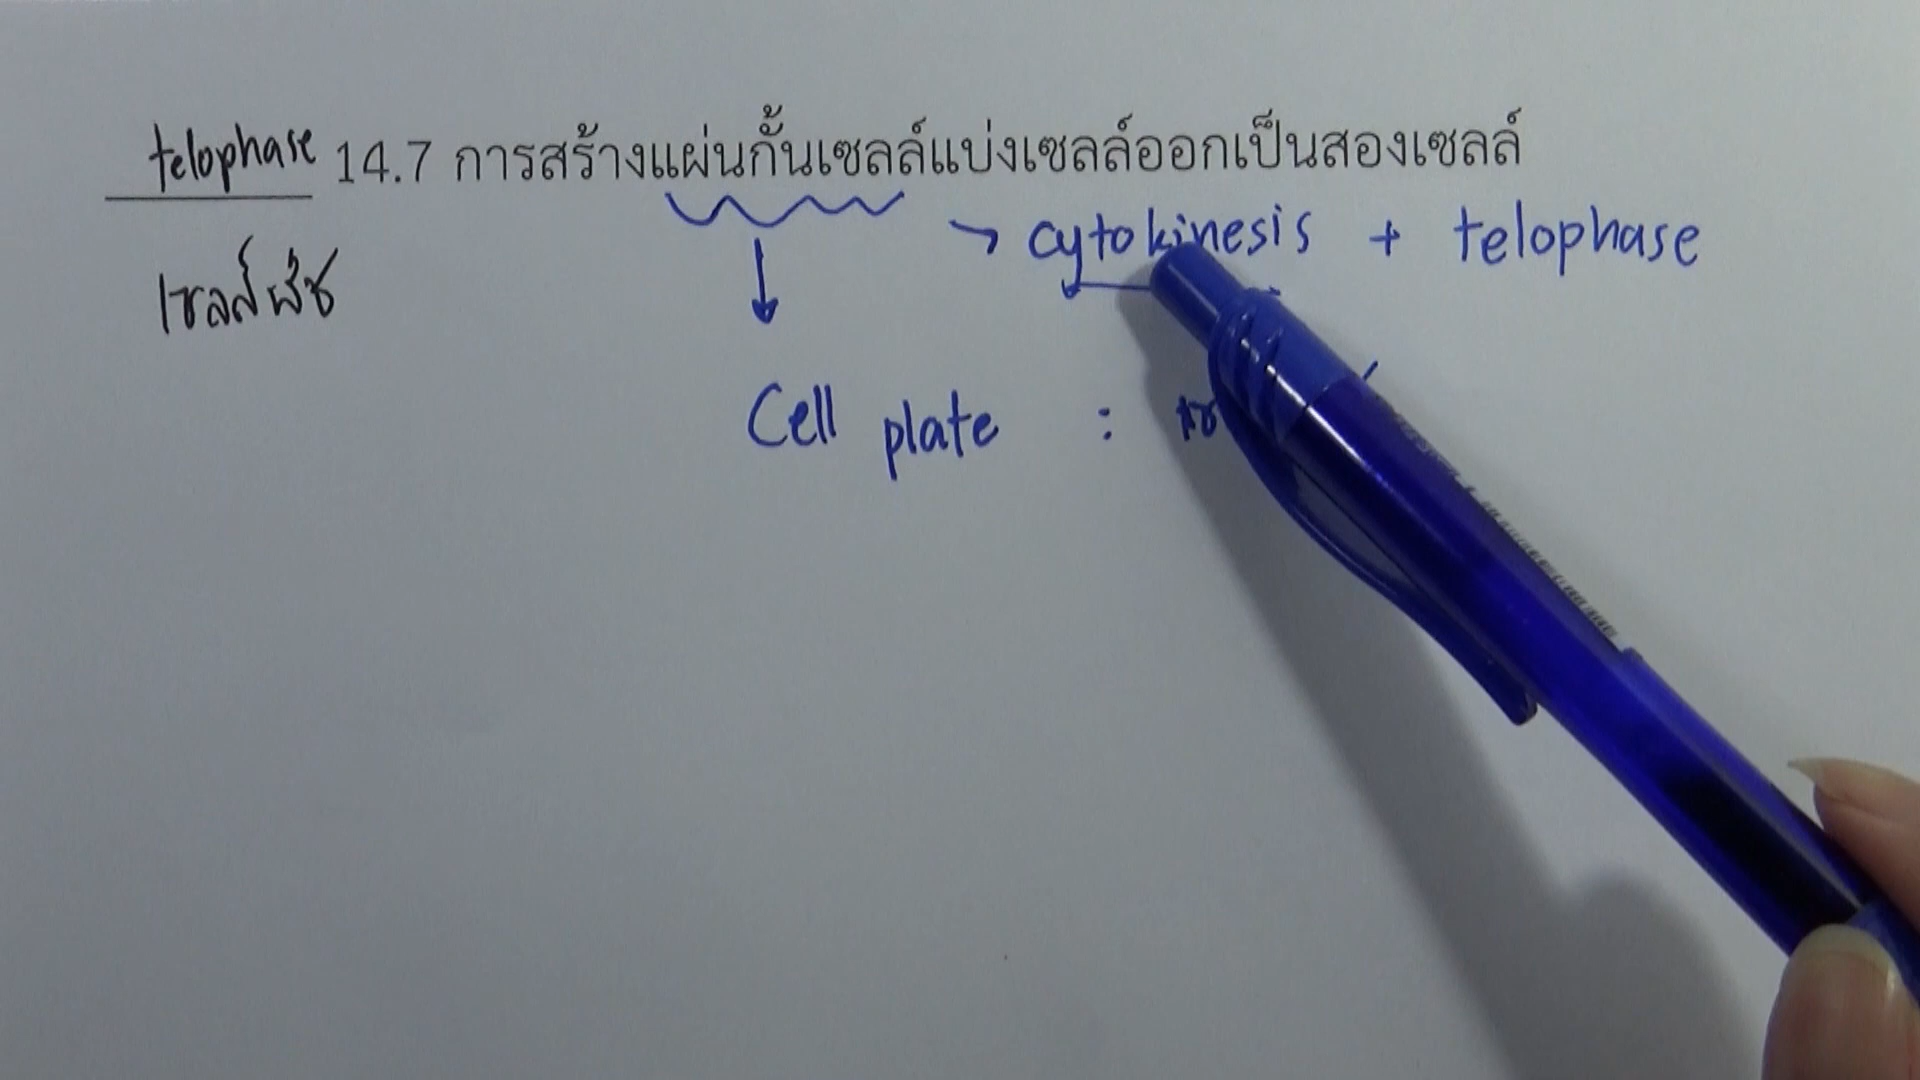 telophase 14.7 การสร้างแผ่นกั้นเซลล์แบ่งเซลล์ออกเป็นสองเซลล์
cytokinesis + telophase
เซลล์พืช
Cell plate :